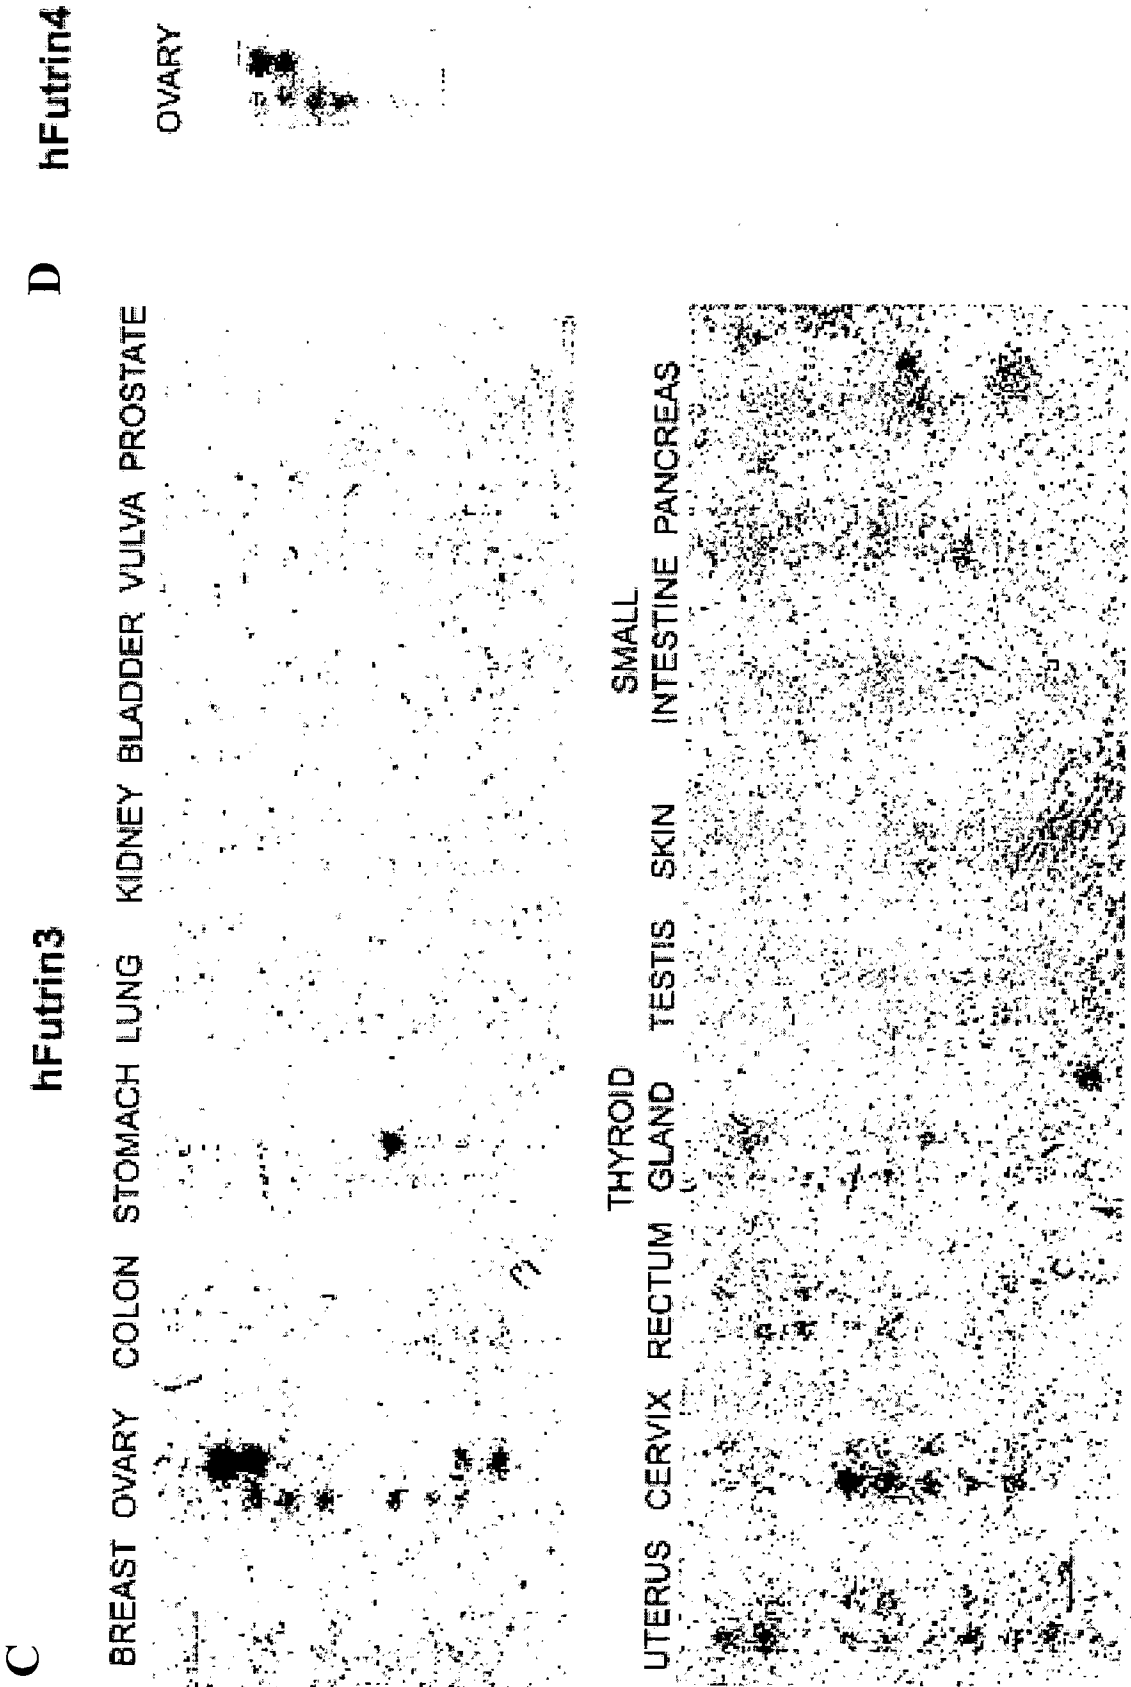 C
hFutrin3
BREAST OVARY COLON STOMACH LUNG KIDNEY BLADDER VULVA PROSTATE
THYROID SMALL
UTERUS CERVIX RECTUM GLAND TESTIS SKIN INTESTINE PANCREAS
D
hFutrin4
OVARY